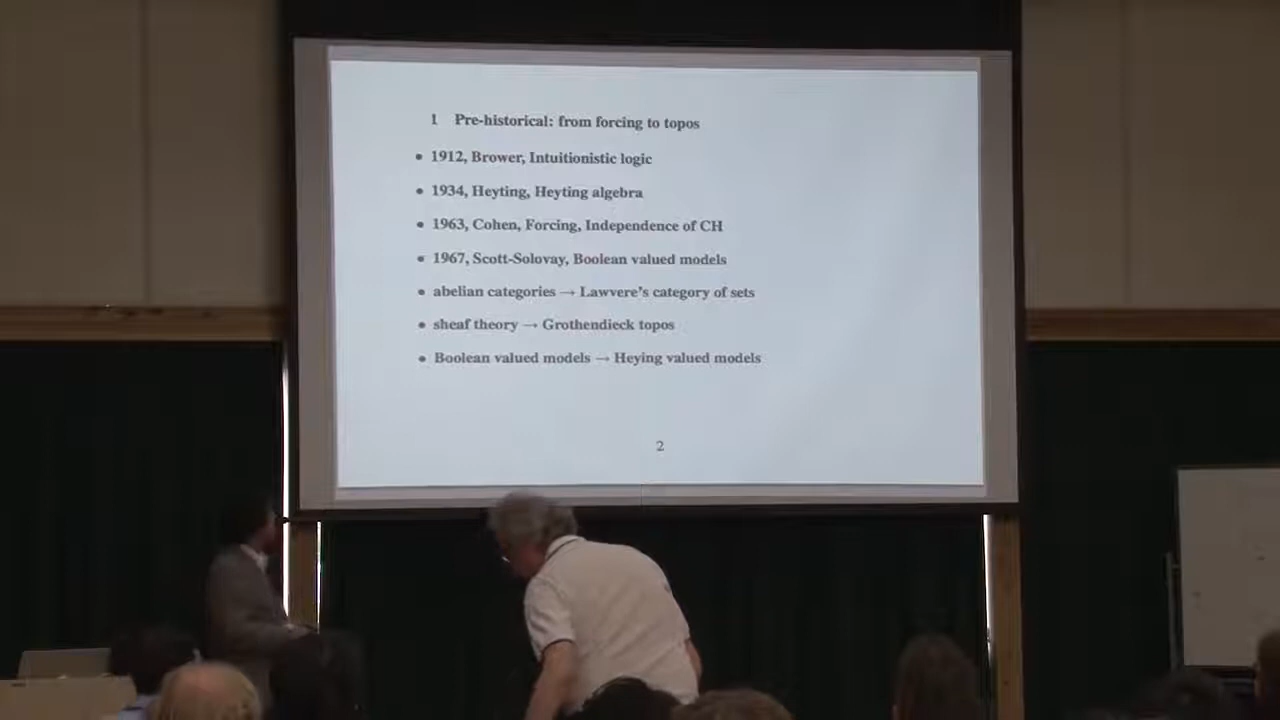 1 Pre-historical: from forcing to topos
• 1912, Brower, Intuitionistic logic
• 1934, Heyting, Heyting algebra
• 1963, Cohen, Forcing, Independence of CH
• 1967, Scott-Solovay, Boolean valued models
• abelian categories → Lawvere's category of sets
• sheaf theory → Grothendieck topos
• Boolean valued models → Heying valued models
2